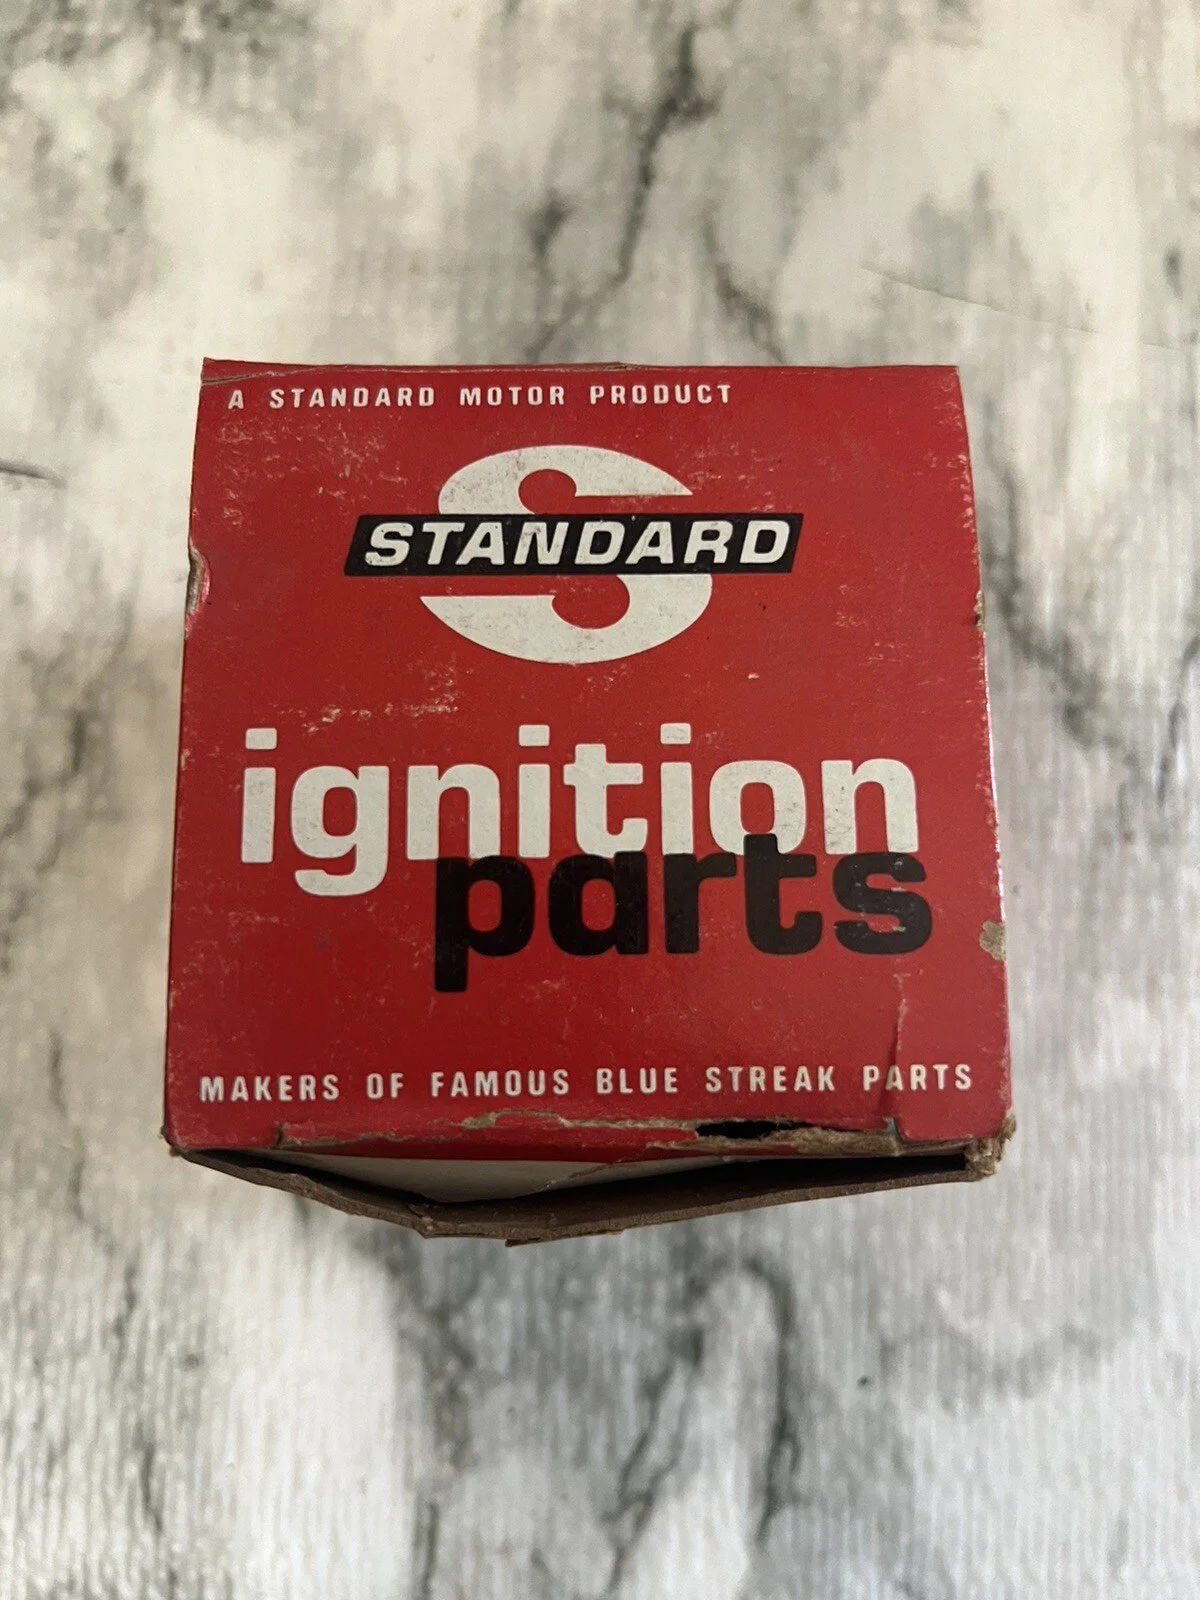 A STANDARD MOTOR PRODUCT
STANDARD
ignition
parts
MAKERS OF FAMOUS BLUE STREAK PARTS